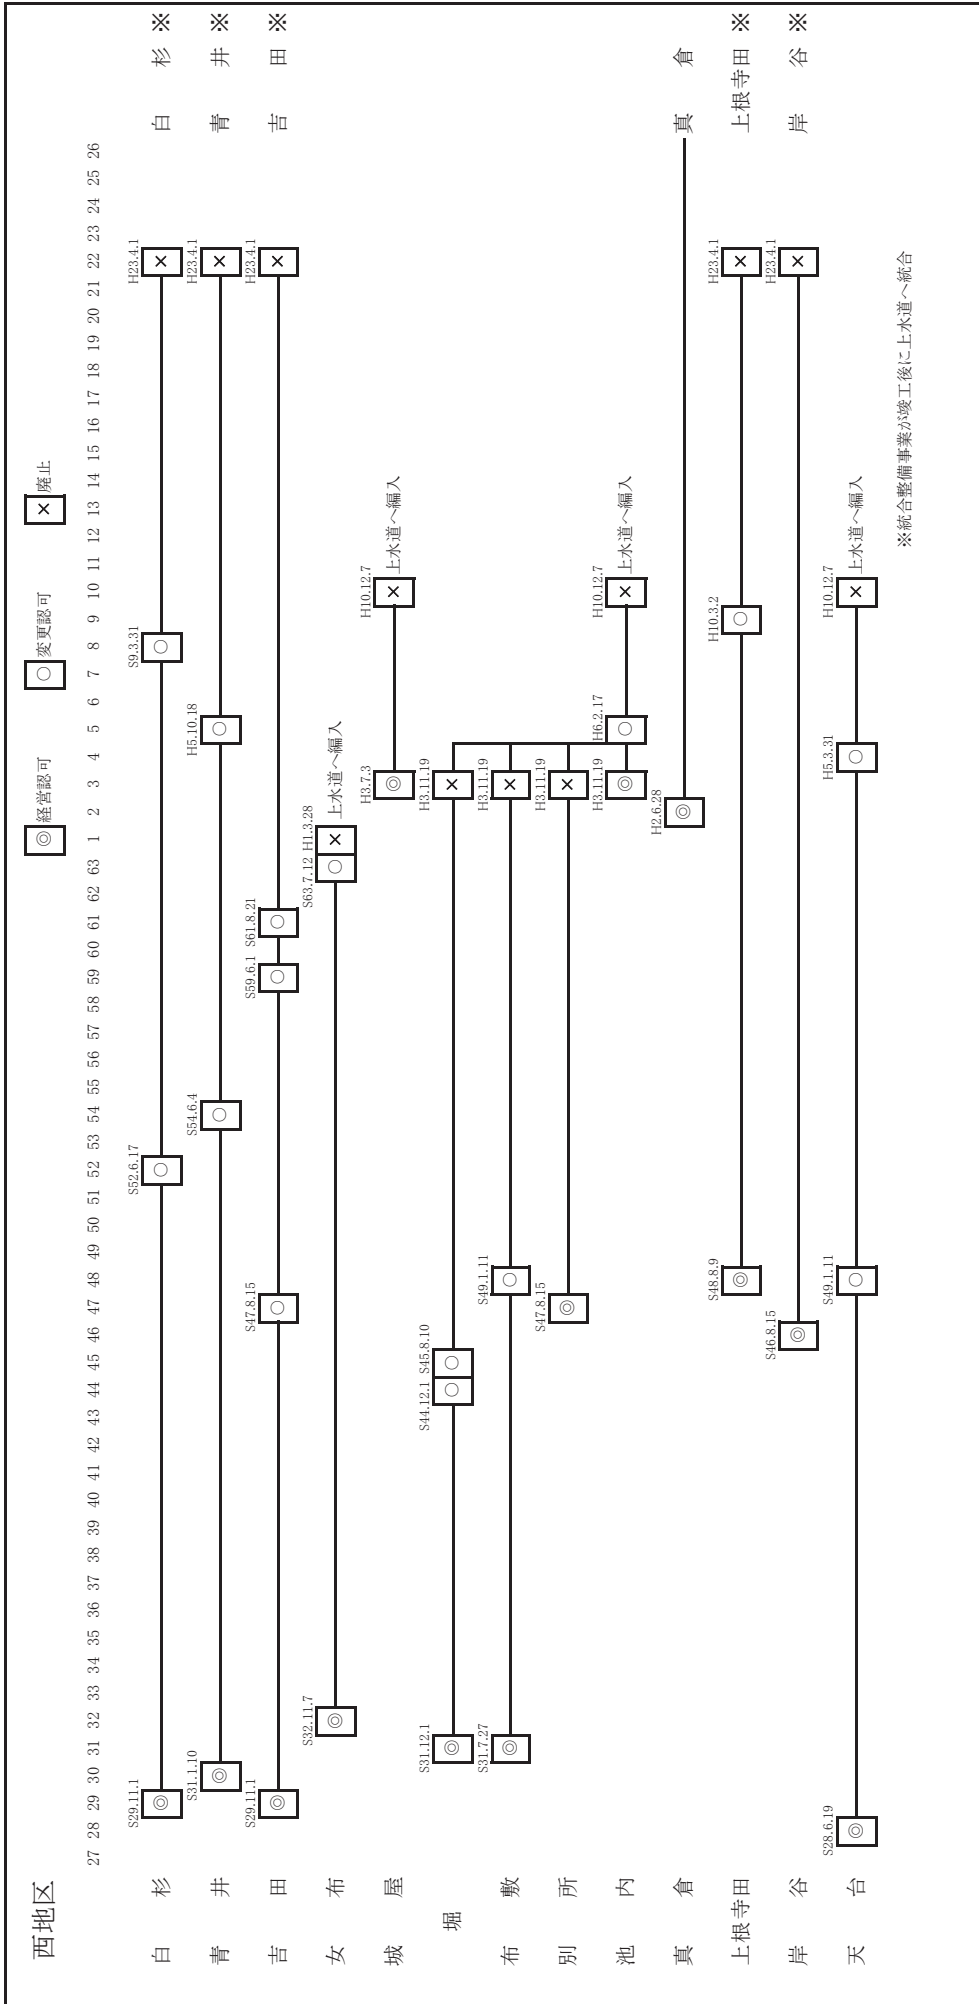 西地区
◎ 経営認可 ○ 変更認可 × 廃止
27 28 29 30 31 32 33 34 35 36 37 38 39 40 41 42 43 44 45 46 47 48 49 50 51 52 53 54 55 56 57 58 59 60 61 62 63 1 2 3 4 5 6 7 8 9 10 11 12 13 14 15 16 17 18 19 20 21 22 23 24 25 26
白杉 S29.11.1 ◎ S52.6.17 ○ S9.3.31 ○ H23.4.1 × 白杉※
青井 S31.1.10 ◎ S54.6.4 ○ H5.10.18 ○ H23.4.1 × 青井※
吉田 S29.11.1 ◎ S47.8.15 ○ S59.6.1 ○ S61.8.21 ○ H23.4.1 × 吉田※
女布 S32.11.7 ◎ S63.7.12 ○ H1.3.28 × 上水道へ編入
城屋 H3.7.3 ◎ H10.12.7 × 上水道へ編入
堀 S31.12.1 ◎ S44.12.1 ○ S45.8.10 ○ H3.11.19 ×
布敷 S31.7.27 ◎ S49.1.11 ○ H3.11.19 ×
別所 S47.8.15 ◎ H3.11.19 ×
池内 H3.11.19 ◎ H6.2.17 ○ H10.12.7 × 上水道へ編入
真倉 H2.6.28 ◎ 真倉
上根寺田 S48.8.9 ◎ H10.3.2 ○ H23.4.1 × 上根寺田※
岸谷 S46.8.15 ◎ H23.4.1 × 岸谷※
天台 S28.6.19 ◎ S49.1.11 ○ H5.3.31 ○ H10.12.7 × 上水道へ編入
※統合整備事業が竣工後に上水道へ統合